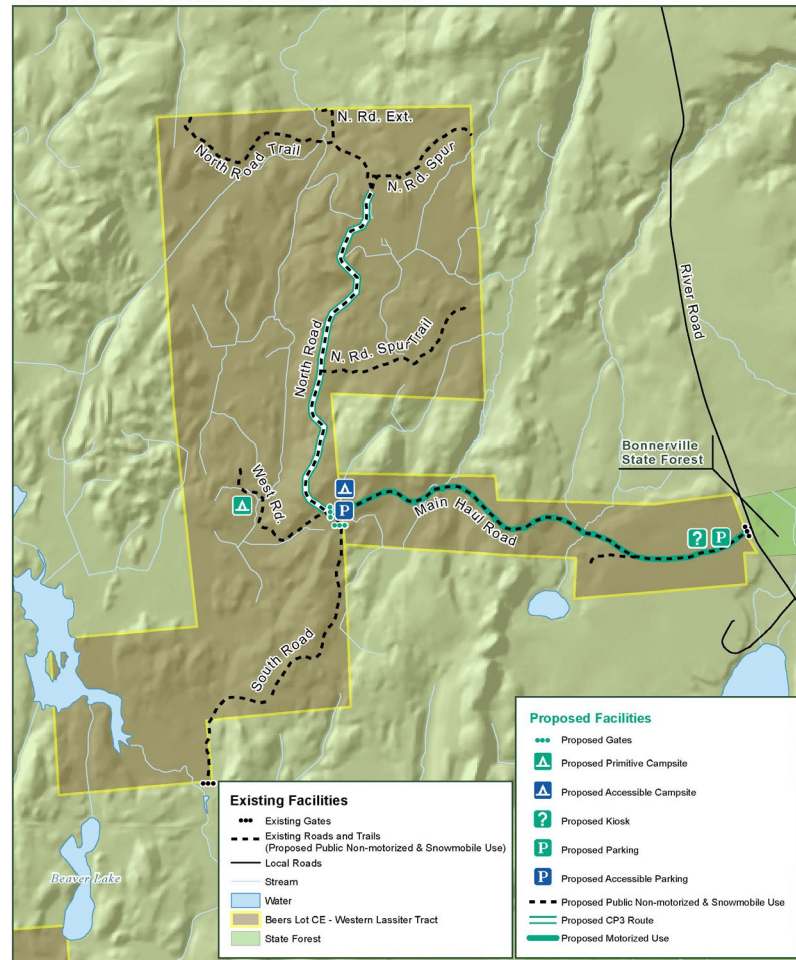 N. Rd. Ext.
North Road Trail
N. Rd. Spur
River Road
North Road
N. Rd. Spur Trail
Bonnerville
State Forest
West Rd.
P
Main Haul Road
? P
South Road
Beaver Lake
Existing Facilities
Existing Gates
Existing Roads and Trails
(Proposed Public Non-motorized & Snowmobile Use)
Local Roads
Stream
Water
Beers Lot CE - Western Lassiter Tract
State Forest
Proposed Facilities
Proposed Gates
Proposed Primitive Campsite
Proposed Accessible Campsite
? Proposed Kiosk
P Proposed Parking
P Proposed Accessible Parking
Proposed Public Non-motorized & Snowmobile Use
Proposed CP3 Route
Proposed Motorized Use